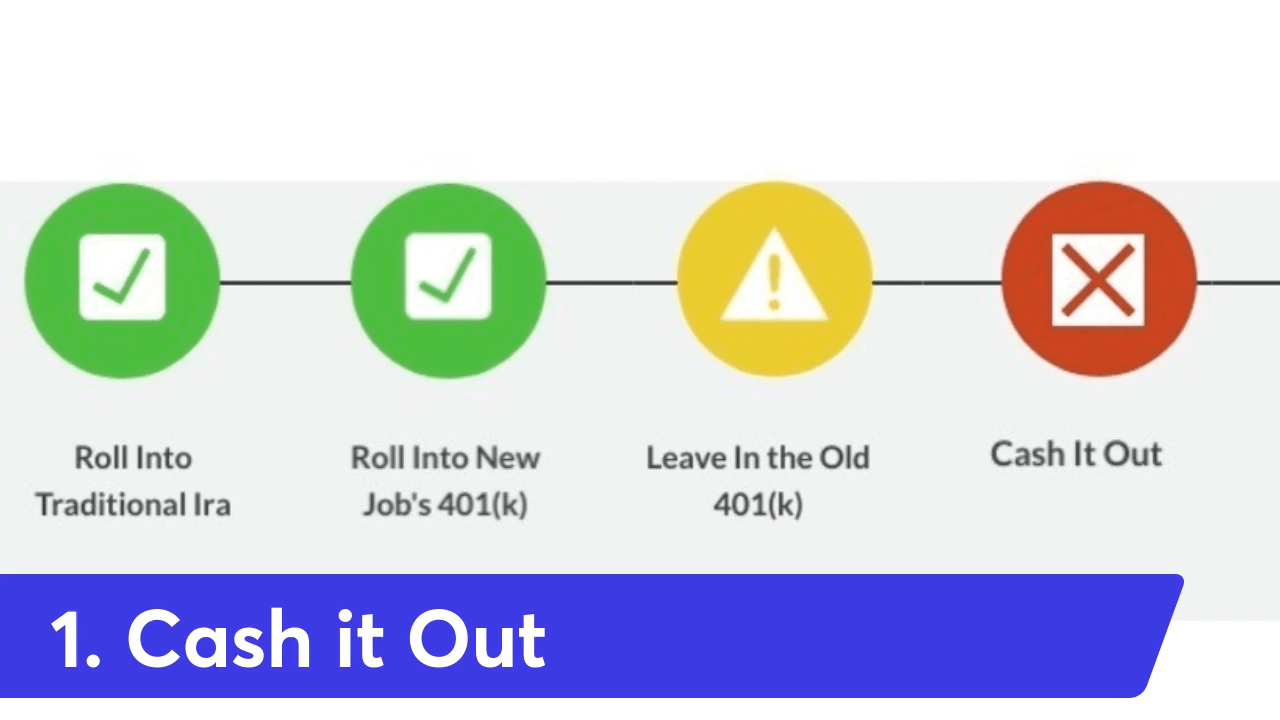 Roll Into
Traditional Ira
Roll Into New
Job's 401(k)
Leave In the Old
401(k)
Cash It Out
1. Cash it Out